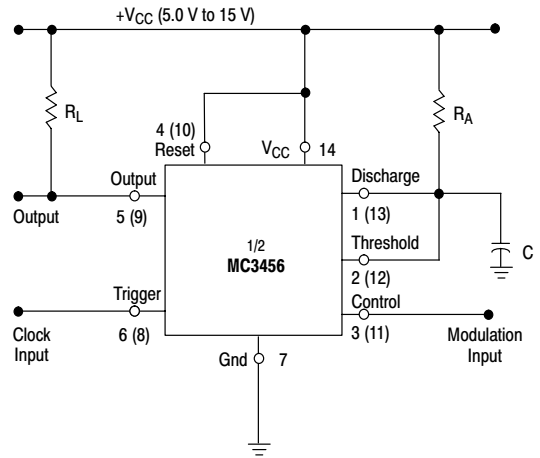 +VCC (5.0 V to 15 V)
RL
RA
4 (10)
Reset
VCC
14
Output
5 (9)
Discharge
1 (13)
Output
1/2
MC3456
Threshold
2 (12)
C
Trigger
6 (8)
Control
3 (11)
Clock
Input
Modulation
Input
Gnd
7